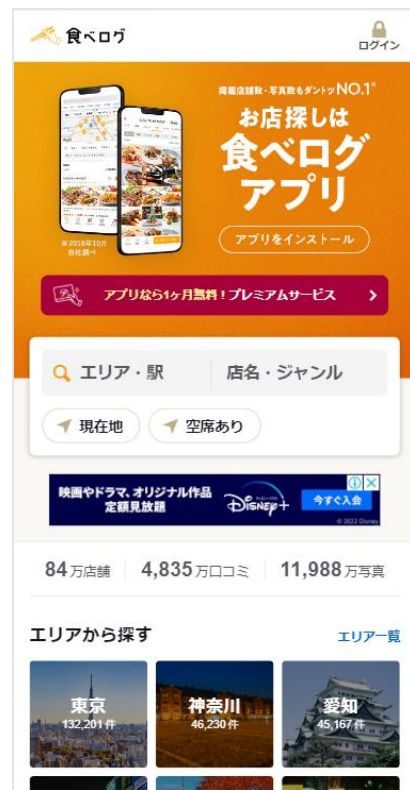 食べログ
ログイン
掲載店舗数・写真数もダントツNO.1※
お店探しは
食べログ
アプリ
アプリをインストール
※2018年10月
自社調べ
アプリなら1ヶ月無料！プレミアムサービス
エリア・駅 店名・ジャンル
現在地 空席あり
映画やドラマ、オリジナル作品
定額見放題
Disney+
今すぐ入会
© 2022 Disney
84万店舗 4,835万口コミ 11,988万写真
エリアから探す エリア一覧
東京 神奈川 愛知
132,201件 46,230件 45,167件